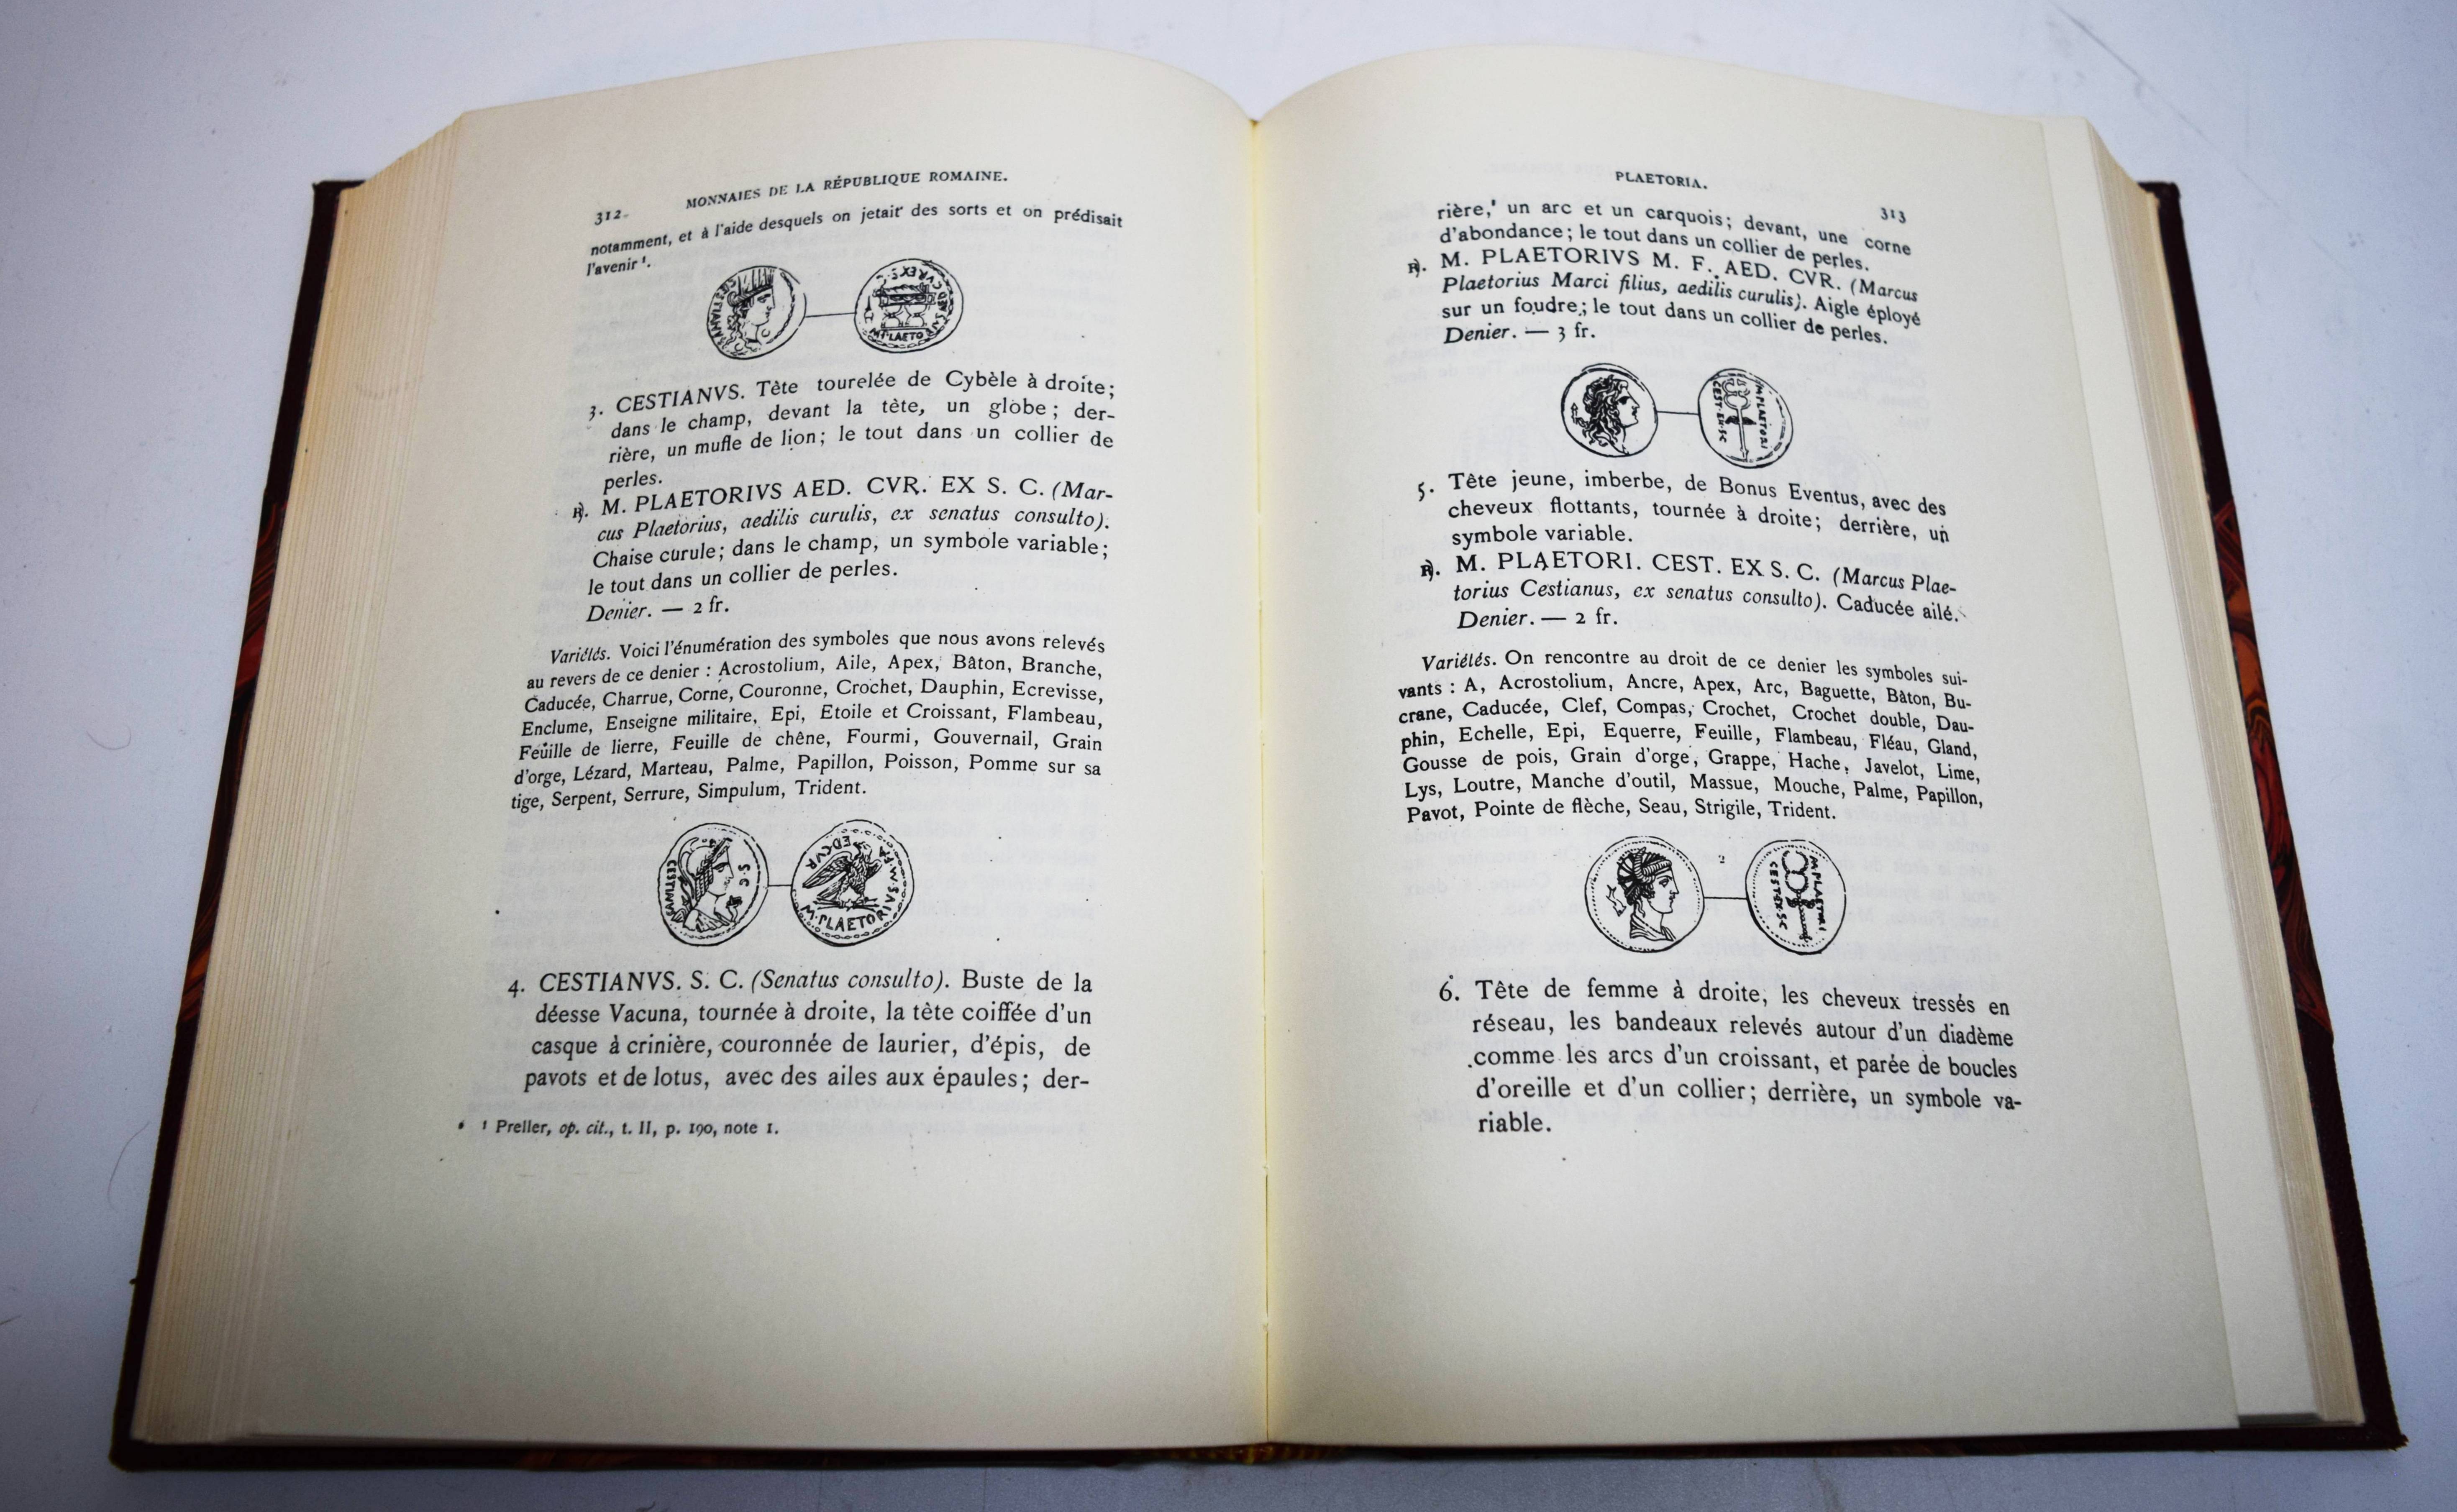 312
MONNAIES DE LA RÉPUBLIQUE ROMAINE.
notamment, et à l'aide desquels on jetait des sorts et on prédisait
l'avenir¹.
CESTIANVS
M·PLAETO
3. CESTIANVS. Tête tourelée de Cybèle à droite;
dans le champ, devant la tête, un globe; der-
rière, un mufle de lion; le tout dans un collier de
perles.
℟. M. PLAETORIVS AED. CVR. EX S. C. (Mar-
cus Plaetorius, aedilis curulis, ex senatus consulto).
Chaise curule; dans le champ, un symbole variable;
le tout dans un collier de perles.
Denier. — 2 fr.
Variétés. Voici l'énumération des symboles que nous avons relevés
au revers de ce denier : Acrostolium, Aile, Apex, Bâton, Branche,
Caducée, Charrue, Corne, Couronne, Crochet, Dauphin, Ecrevisse,
Enclume, Enseigne militaire, Epi, Etoile et Croissant, Flambeau,
Feuille de lierre, Feuille de chêne, Fourmi, Gouvernail, Grain
d'orge, Lézard, Marteau, Palme, Papillon, Poisson, Pomme sur sa
tige, Serpent, Serrure, Simpulum, Trident.
S·C
M·PLAETORIVS·M·F·A
ED·CVR
4. CESTIANVS. S. C. (Senatus consulto). Buste de la
déesse Vacuna, tournée à droite, la tête coiffée d'un
casque à crinière, couronnée de laurier, d'épis, de
pavots et de lotus, avec des ailes aux épaules; der-
¹ Preller, op. cit., t. II, p. 190, note 1.
PLAETORIA.
313
rière, un arc et un carquois; devant, une corne
d'abondance; le tout dans un collier de perles.
℟. M. PLAETORIVS M. F. AED. CVR. (Marcus
Plaetorius Marci filius, aedilis curulis). Aigle éployé
sur un foudre; le tout dans un collier de perles.
Denier. — 3 fr.
M·PLAETORI
CEST·EX·SC
5. Tête jeune, imberbe, de Bonus Eventus, avec des
cheveux flottants, tournée à droite; derrière, un
symbole variable.
℟. M. PLAETORI. CEST. EX S. C. (Marcus Plae-
torius Cestianus, ex senatus consulto). Caducée ailé.
Denier. — 2 fr.
Variétés. On rencontre au droit de ce denier les symboles sui-
vants : A, Acrostolium, Ancre, Apex, Arc, Baguette, Bâton, Bu-
crane, Caducée, Clef, Compas, Crochet, Crochet double, Dau-
phin, Echelle, Epi, Equerre, Feuille, Flambeau, Fléau, Gland,
Gousse de pois, Grain d'orge, Grappe, Hache, Javelot, Lime,
Lys, Loutre, Manche d'outil, Massue, Mouche, Palme, Papillon,
Pavot, Pointe de flèche, Seau, Strigile, Trident.
M·PLAETORI
CEST·EX·SC
6. Tête de femme à droite, les cheveux tressés en
réseau, les bandeaux relevés autour d'un diadème
comme les arcs d'un croissant, et parée de boucles
d'oreille et d'un collier; derrière, un symbole va-
riable.